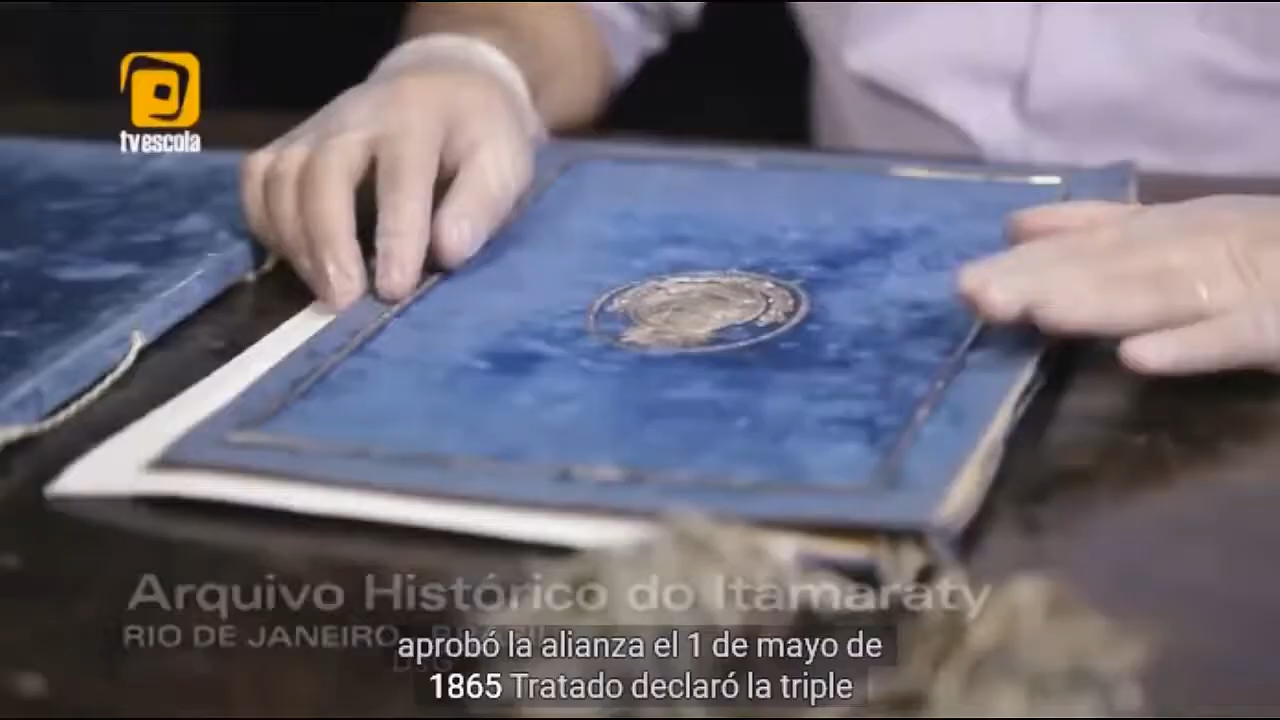 tvescola
Arquivo Histórico do Itamaraty
RIO DE JANEIRO
aprobó la alianza el 1 de mayo de
1865 Tratado declaró la triple